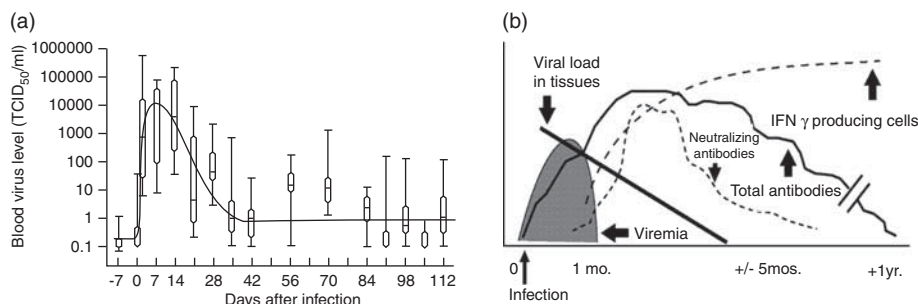 (a)
Blood virus level (TCID50/ml)
1000000
100000
10000
1000
100
10
1
0.1
-7 0 7 14 28 42 56 70 84 98 112
Days after infection
(b)
Viral load
in tissues
IFN γ producing cells
Neutralizing
antibodies
Total antibodies
Viremia
0 1 mo. +/- 5mos. +1yr.
Infection